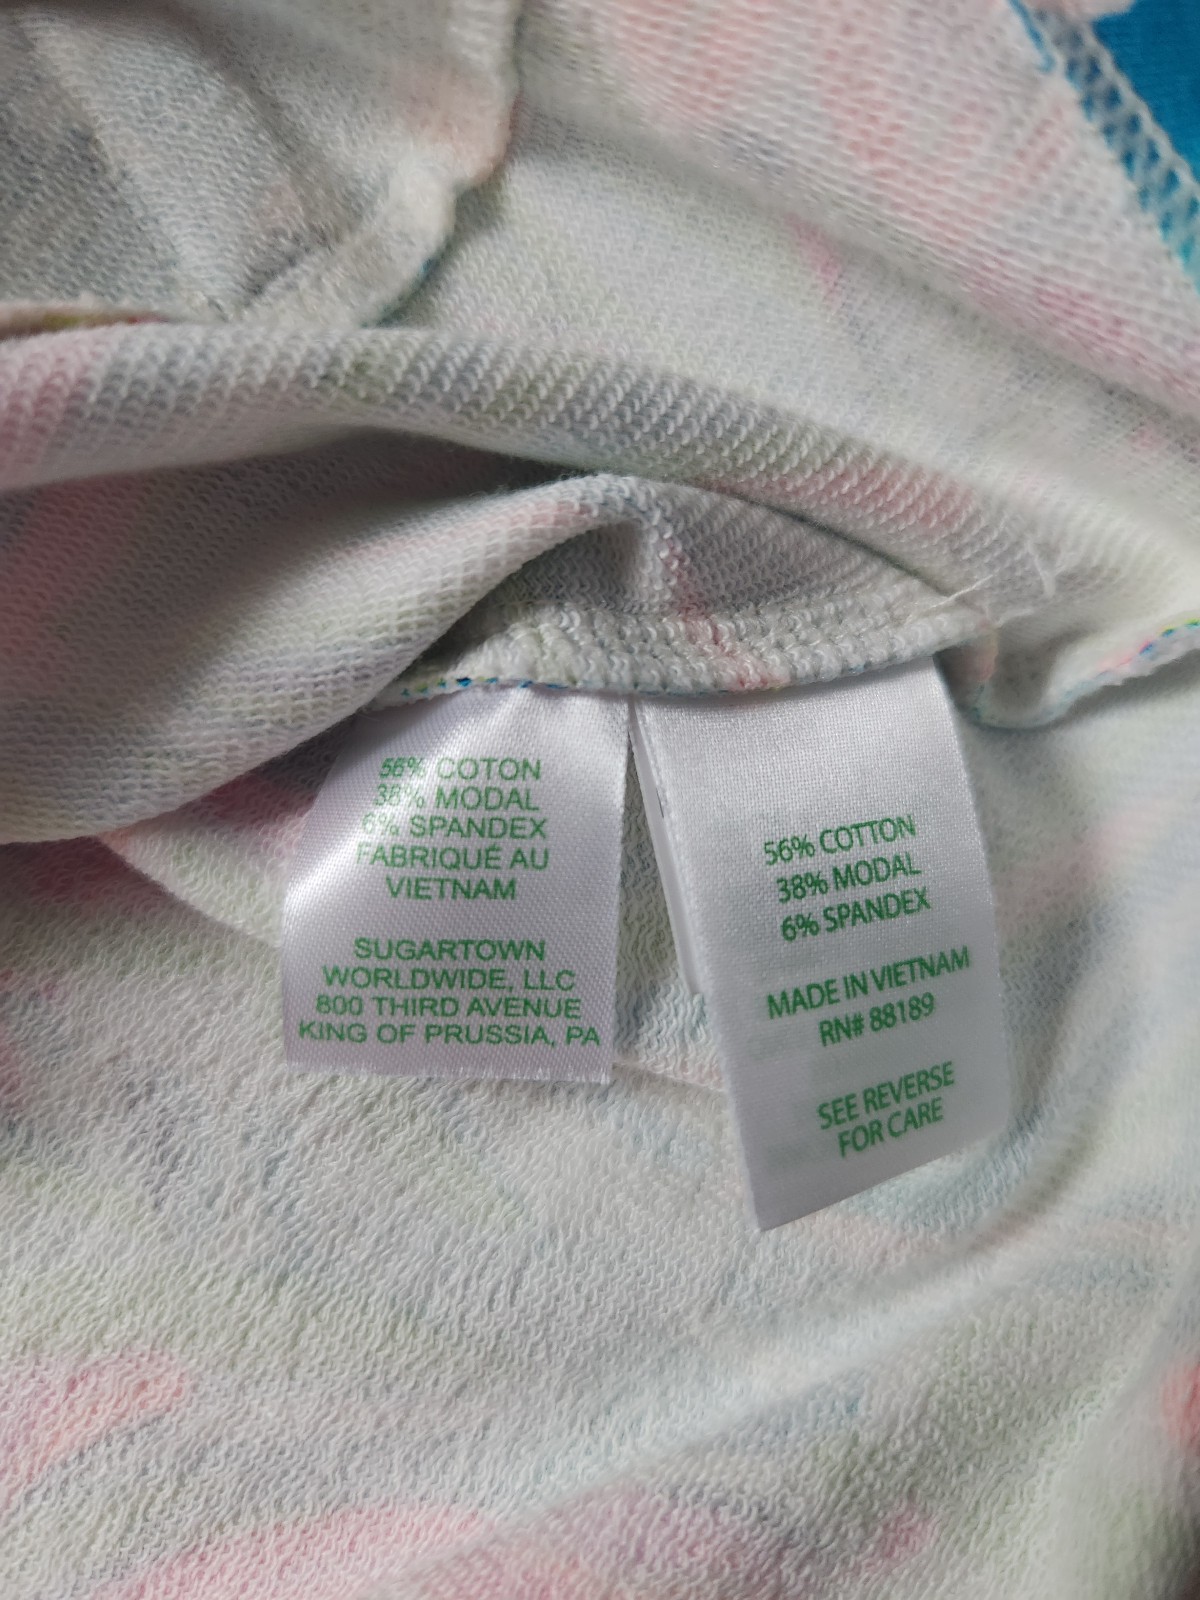 56% COTON
38% MODAL
6% SPANDEX
FABRIQUÉ AU
VIETNAM
SUGARTOWN
WORLDWIDE, LLC
800 THIRD AVENUE
KING OF PRUSSIA, PA
56% COTTON
38% MODAL
6% SPANDEX
MADE IN VIETNAM
RN# 88189
SEE REVERSE
FOR CARE